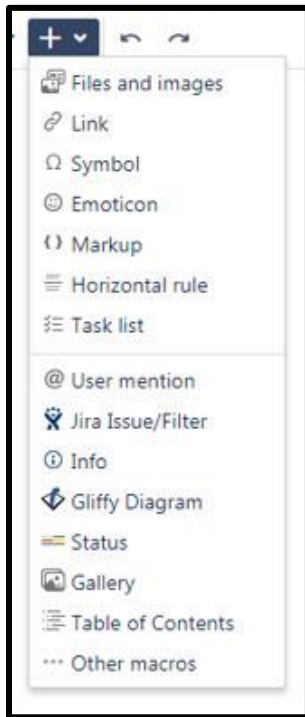 Files and images
Link
Symbol
Emoticon
Markup
Horizontal rule
Task list
@ User mention
Jira Issue/Filter
Info
Gliffy Diagram
Status
Gallery
Table of Contents
Other macros